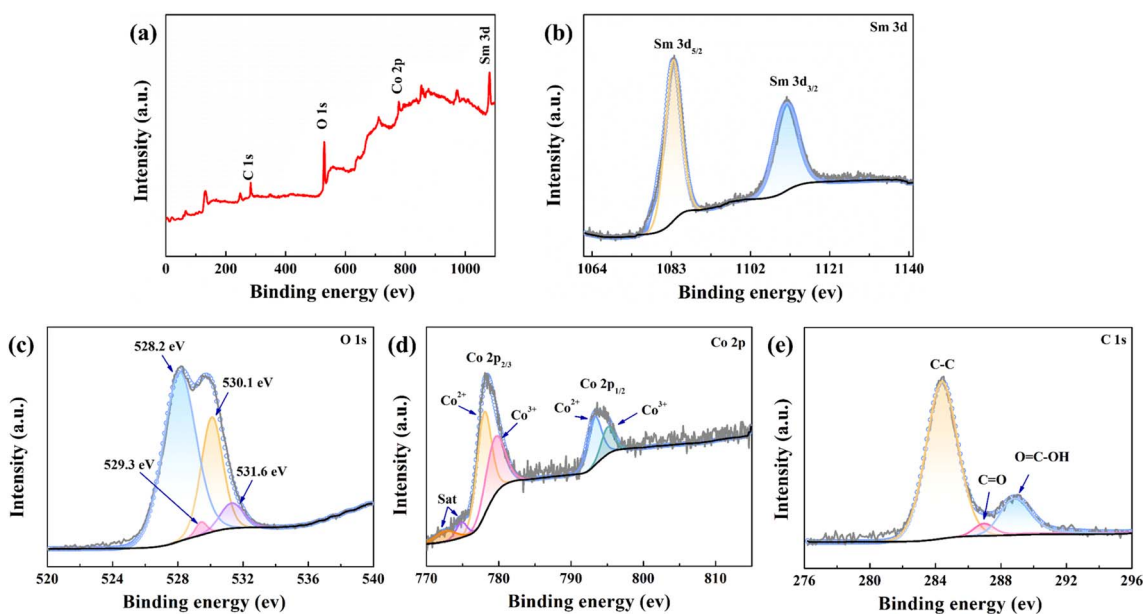 (a)
Intensity (a.u.)
C 1s
O 1s
Co 2p
Sm 3d
0 200 400 600 800 1000
Binding energy (ev)
(b)
Sm 3d
Sm 3d5/2
Sm 3d3/2
Intensity (a.u.)
1064 1083 1102 1121 1140
Binding energy (ev)
(c)
O 1s
528.2 eV
530.1 eV
529.3 eV
531.6 eV
Intensity (a.u.)
520 524 528 532 536 540
Binding energy (ev)
(d)
Co 2p
Co 2p2/3
Co2+
Co3+
Co 2p1/2
Co2+
Co3+
Sat
Intensity (a.u.)
770 780 790 800 810
Binding energy (ev)
(e)
C 1s
C-C
C=O
O=C-OH
Intensity (a.u.)
276 280 284 288 292 296
Binding energy (ev)